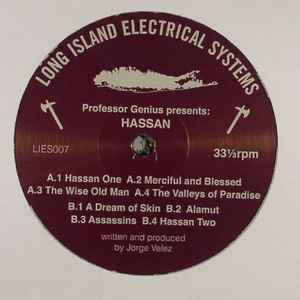 LONG ISLAND ELECTRICAL SYSTEMS
Professor Genius presents:
HASSAN
LIES007 33⅓rpm
A.1 Hassan One A.2 Merciful and Blessed
A.3 The Wise Old Man A.4 The Valleys of Paradise
B.1 A Dream of Skin B.2 Alamut
B.3 Assassins B.4 Hassan Two
written and produced
by Jorge Velez